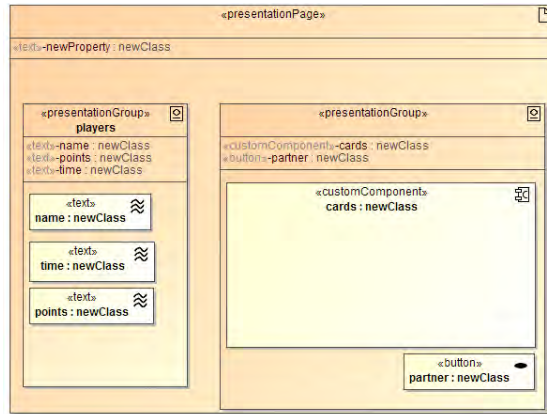 «presentationPage»
«text»-newProperty : newClass
«presentationGroup»
players
«text»-name : newClass
«text»-points : newClass
«text»-time : newClass
«text»
name : newClass
«text»
time : newClass
«text»
points : newClass
«presentationGroup»
«customComponent»-cards : newClass
«button»-partner : newClass
«customComponent»
cards : newClass
«button»
partner : newClass